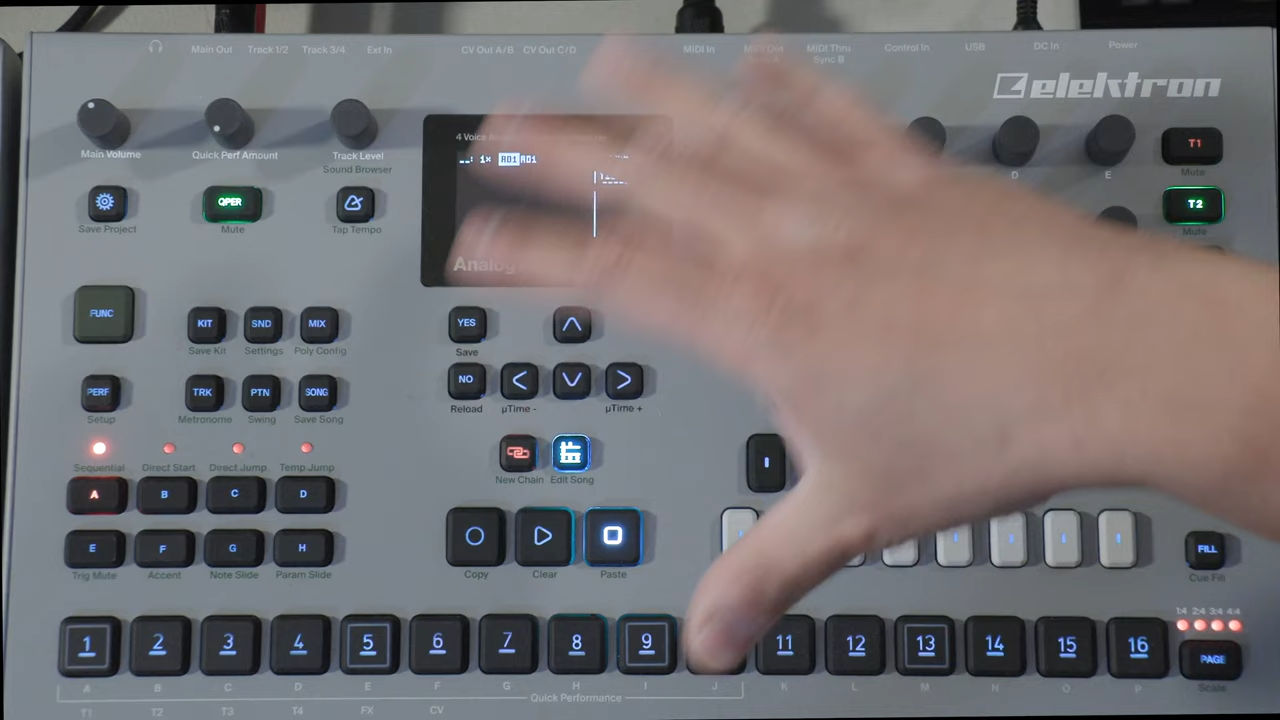 Main Out Track 1/2 Track 3/4 Ext In CV Out A/B CV Out C/D MIDI In MIDI Out MIDI Thru Control In USB DC In Power
Sync B
elektron
4 Voice
Main Volume Quick Perf Amount Track Level
Sound Browser
A01 A01
T1
Mute
D E
QPER
T2
Save Project Mute Tap Tempo
Mute
Analog
FUNC
KIT SND MIX YES
Save Kit Settings Poly Config Save
NO
PERF TRK PTN SONG Reload µTime - µTime +
Setup Metronome Swing Save Song
Sequential Direct Start Direct Jump Temp Jump New Chain Edit Song
A B C D
E F G H
Trig Mute Accent Note Slide Param Slide Copy Clear Paste
FILL
Cue Fill
1:4 2:4 3:4 4:4
1 2 3 4 5 6 7 8 9 11 12 13 14 15 16 PAGE
A B C D E F G H I J K L M N O P Scale
Quick Performance
T1 T2 T3 T4 FX CV